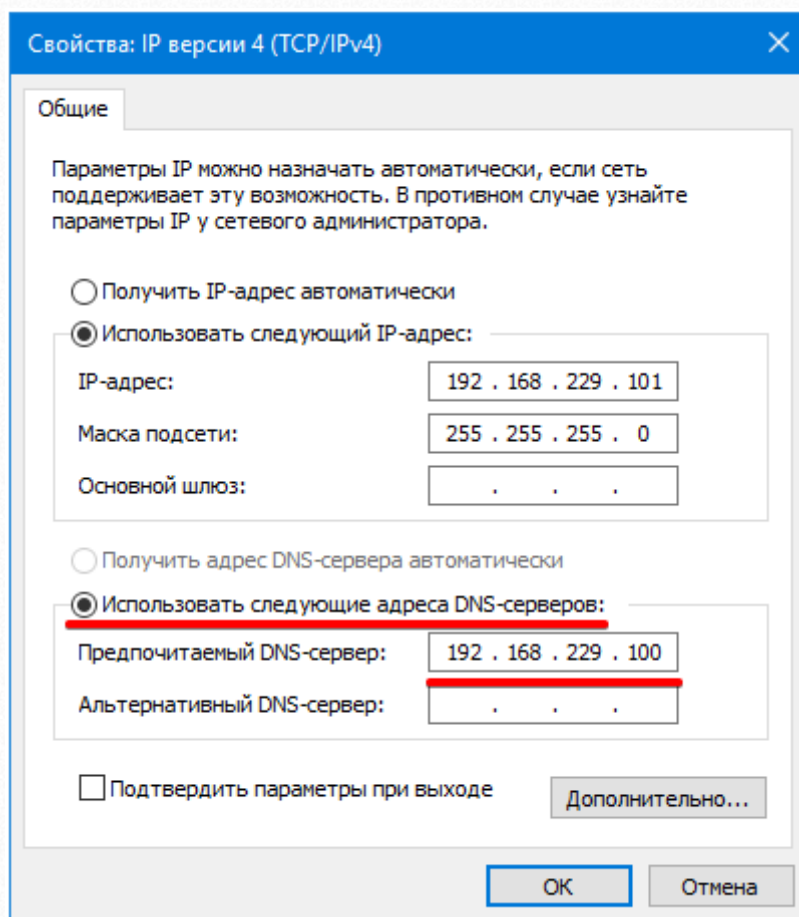 Свойства: IP версии 4 (TCP/IPv4)
Общие
Параметры IP можно назначать автоматически, если сеть
поддерживает эту возможность. В противном случае узнайте
параметры IP у сетевого администратора.
Получить IP-адрес автоматически
Использовать следующий IP-адрес:
IP-адрес: 192 . 168 . 229 . 101
Маска подсети: 255 . 255 . 255 . 0
Основной шлюз: . . .
Получить адрес DNS-сервера автоматически
Использовать следующие адреса DNS-серверов:
Предпочитаемый DNS-сервер: 192 . 168 . 229 . 100
Альтернативный DNS-сервер: . . .
Подтвердить параметры при выходе
Дополнительно...
ОК Отмена